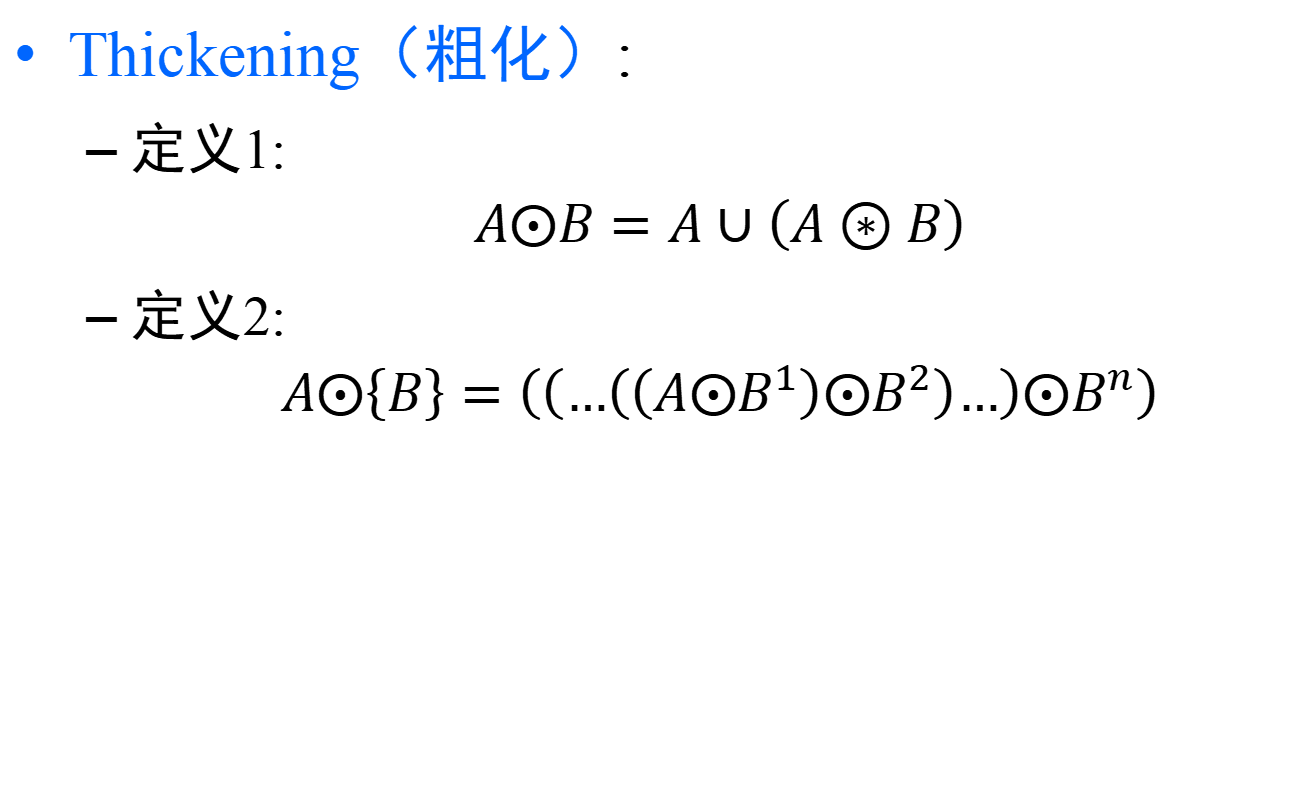 • Thickening（粗化）:
– 定义1:
A⊙B = A ∪ (A ⊛ B)
– 定义2:
A⊙{B} = ((…((A⊙B¹)⊙B²)…)⊙Bⁿ)